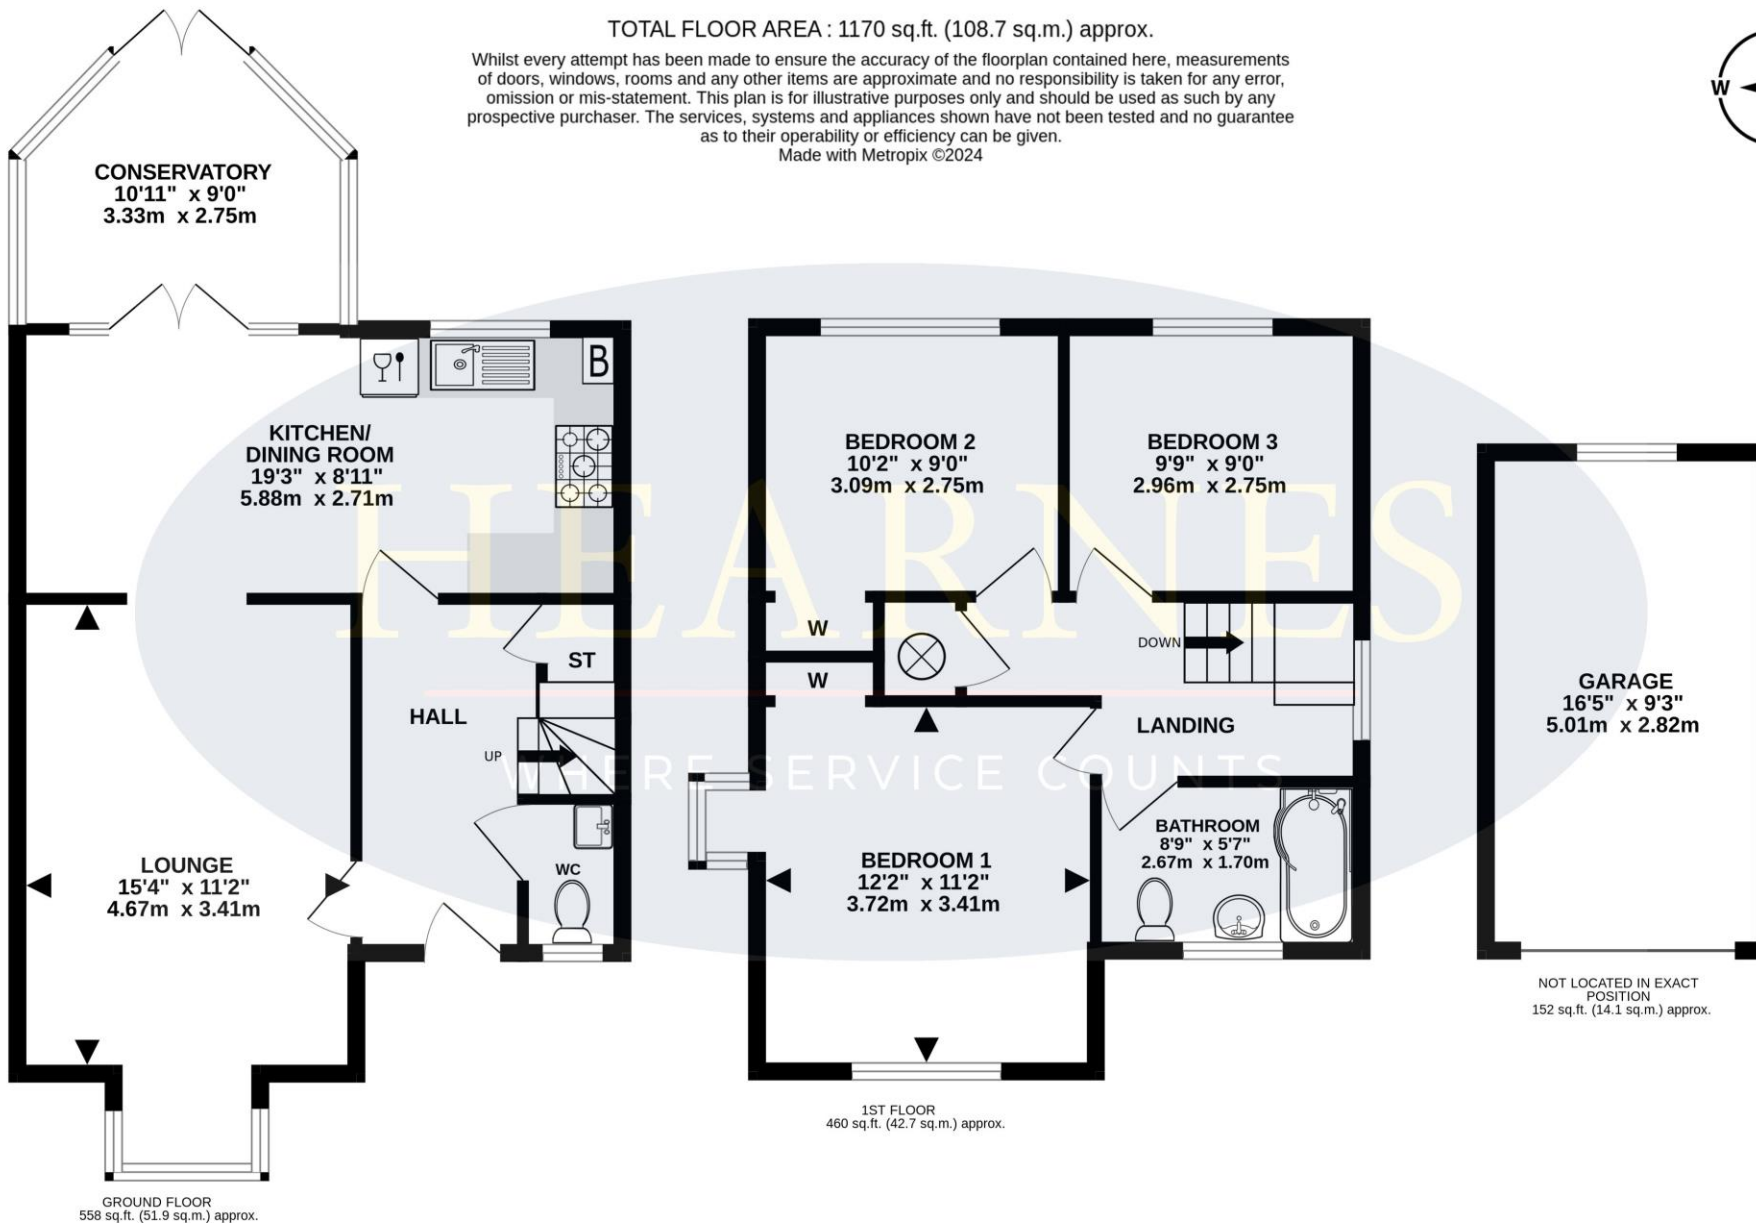 TOTAL FLOOR AREA : 1170 sq.ft. (108.7 sq.m.) approx.
Whilst every attempt has been made to ensure the accuracy of the floorplan contained here, measurements
of doors, windows, rooms and any other items are approximate and no responsibility is taken for any error,
omission or mis-statement. This plan is for illustrative purposes only and should be used as such by any
prospective purchaser. The services, systems and appliances shown have not been tested and no guarantee
as to their operability or efficiency can be given.
Made with Metropix ©2024
W
CONSERVATORY
10'11" x 9'0"
3.33m x 2.75m
B
KITCHEN/
DINING ROOM
19'3" x 8'11"
5.88m x 2.71m
BEDROOM 2
10'2" x 9'0"
3.09m x 2.75m
BEDROOM 3
9'9" x 9'0"
2.96m x 2.75m
HEARNES
WHERE SERVICE COUNTS
ST
HALL
UP
WC
LOUNGE
15'4" x 11'2"
4.67m x 3.41m
W
W
DOWN
LANDING
BATHROOM
8'9" x 5'7"
2.67m x 1.70m
BEDROOM 1
12'2" x 11'2"
3.72m x 3.41m
GARAGE
16'5" x 9'3"
5.01m x 2.82m
NOT LOCATED IN EXACT
POSITION
152 sq.ft. (14.1 sq.m.) approx.
1ST FLOOR
460 sq.ft. (42.7 sq.m.) approx.
GROUND FLOOR
558 sq.ft. (51.9 sq.m.) approx.